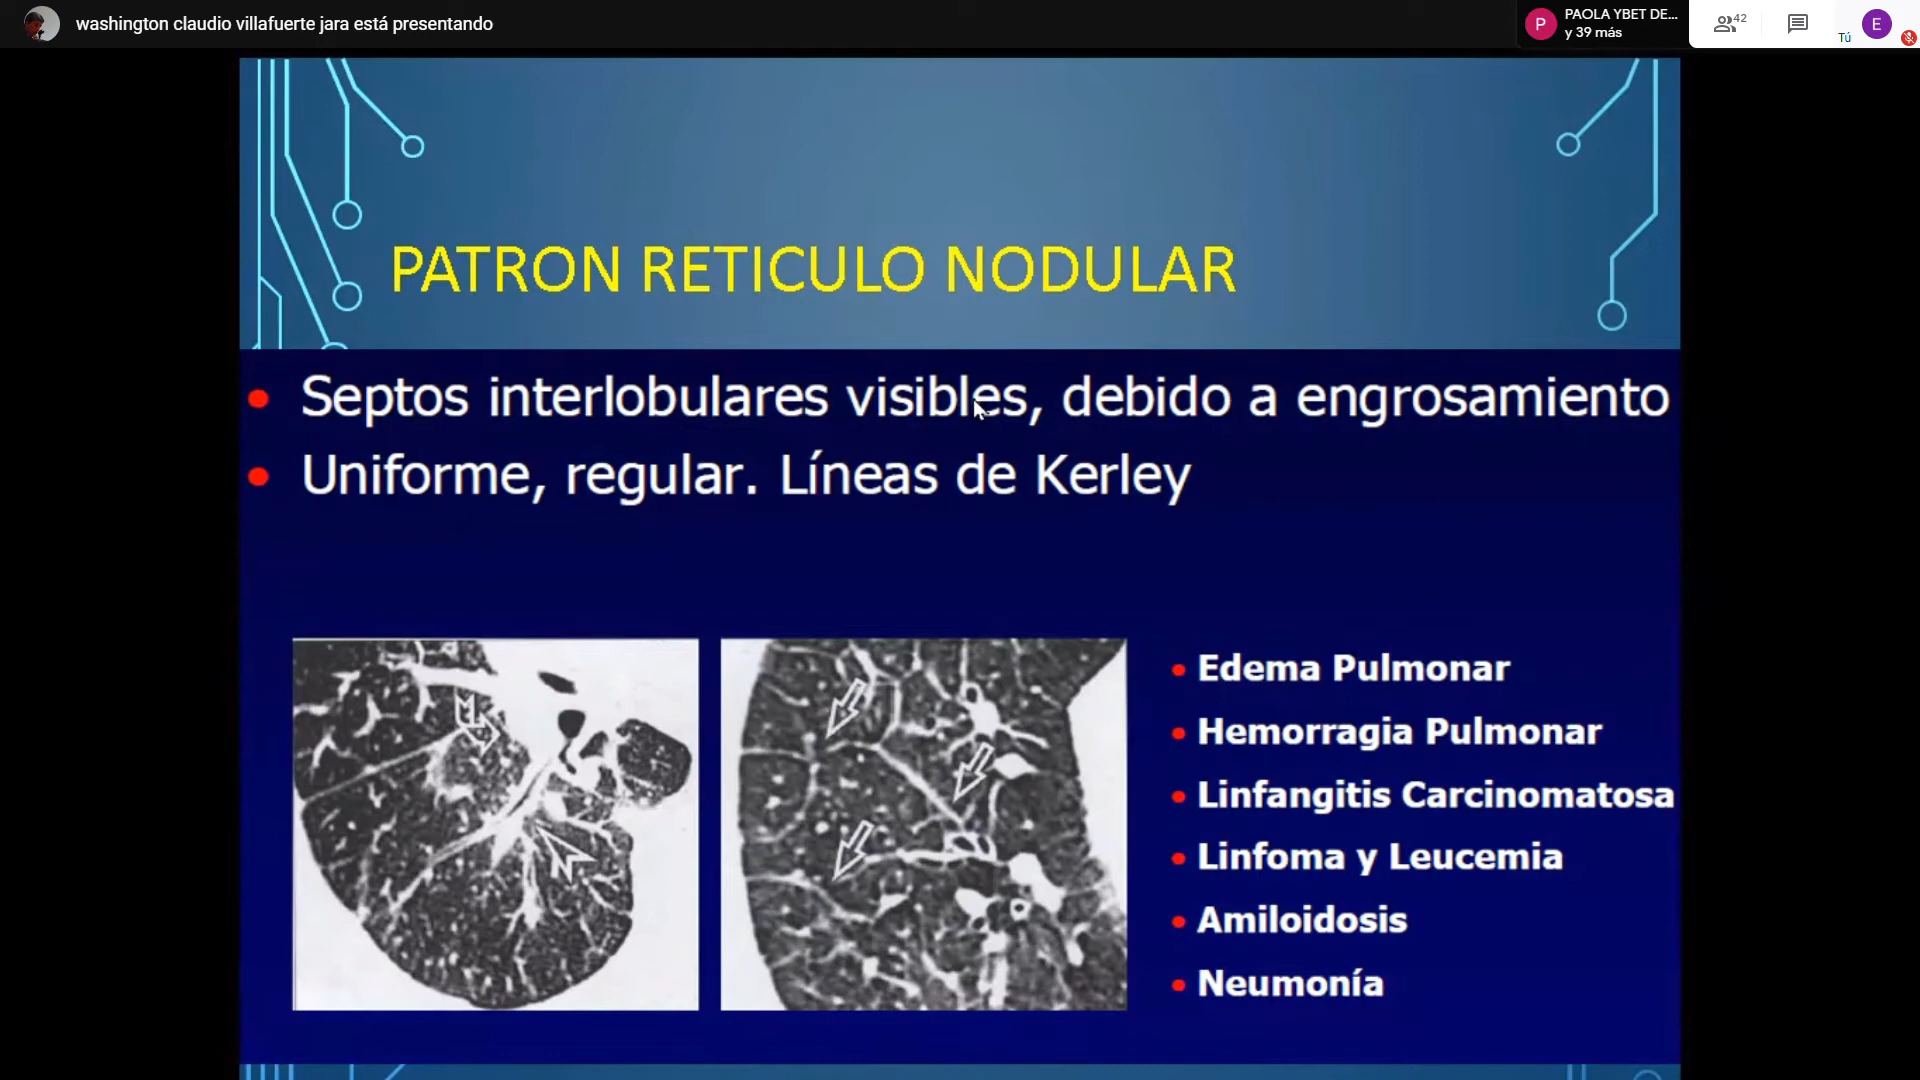 washington claudio villafuerte jara está presentando
P
PAOLA YBET DE...
y 39 más
42
Tú
E
PATRON RETICULO NODULAR
Septos interlobulares visibles, debido a engrosamiento
Uniforme, regular. Líneas de Kerley
Edema Pulmonar
Hemorragia Pulmonar
Linfangitis Carcinomatosa
Linfoma y Leucemia
Amiloidosis
Neumonía